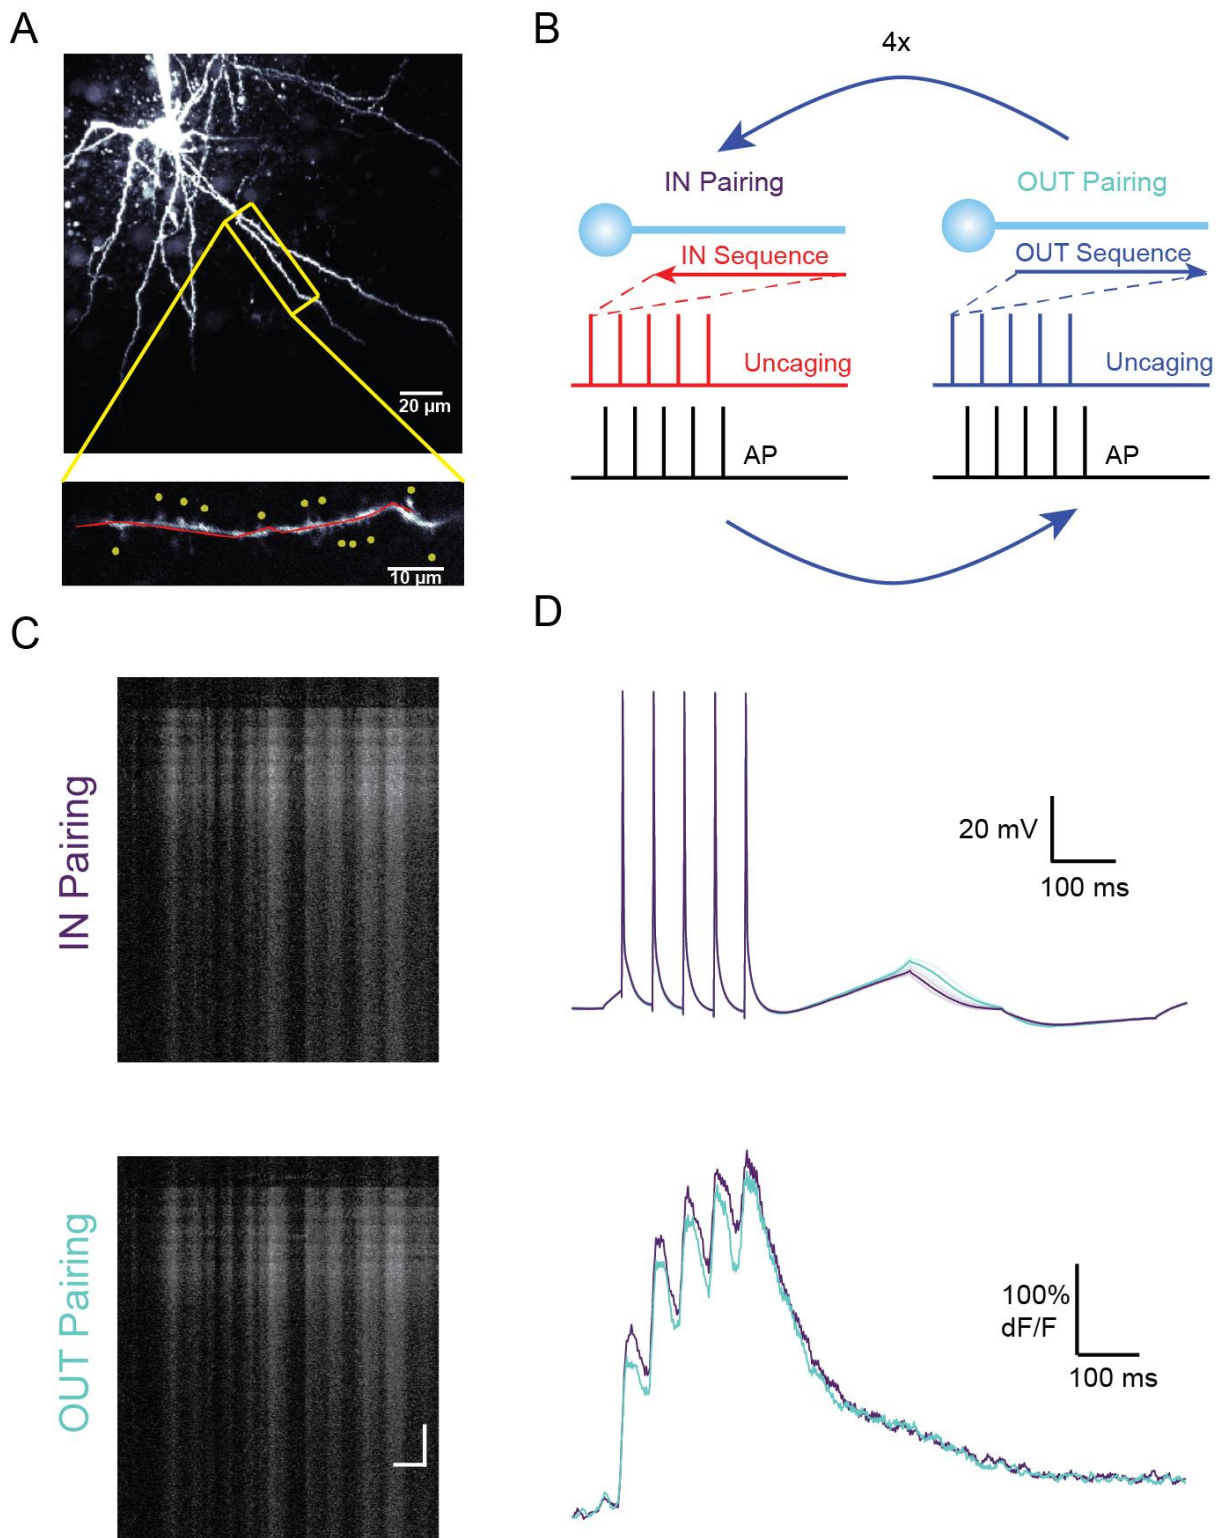 A
20 µm
10 µm
B
4x
IN Pairing
OUT Pairing
IN Sequence
OUT Sequence
Uncaging
Uncaging
AP
AP
C
IN Pairing
OUT Pairing
D
20 mV
100 ms
100%
dF/F
100 ms